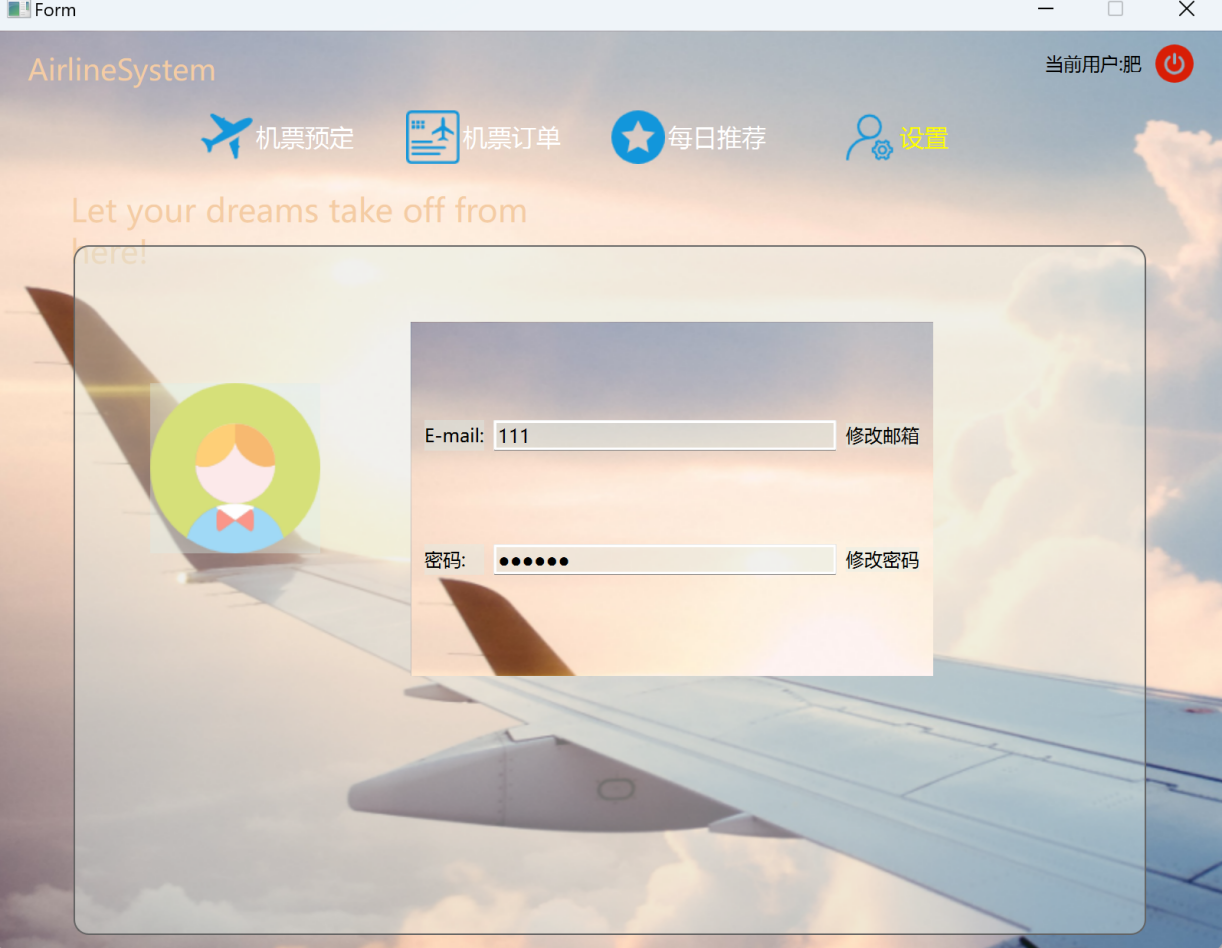 Form
AirlineSystem
当前用户:肥
机票预定
机票订单
每日推荐
设置
Let your dreams take off from
here!
E-mail:
111
修改邮箱
密码:
●●●●●●
修改密码